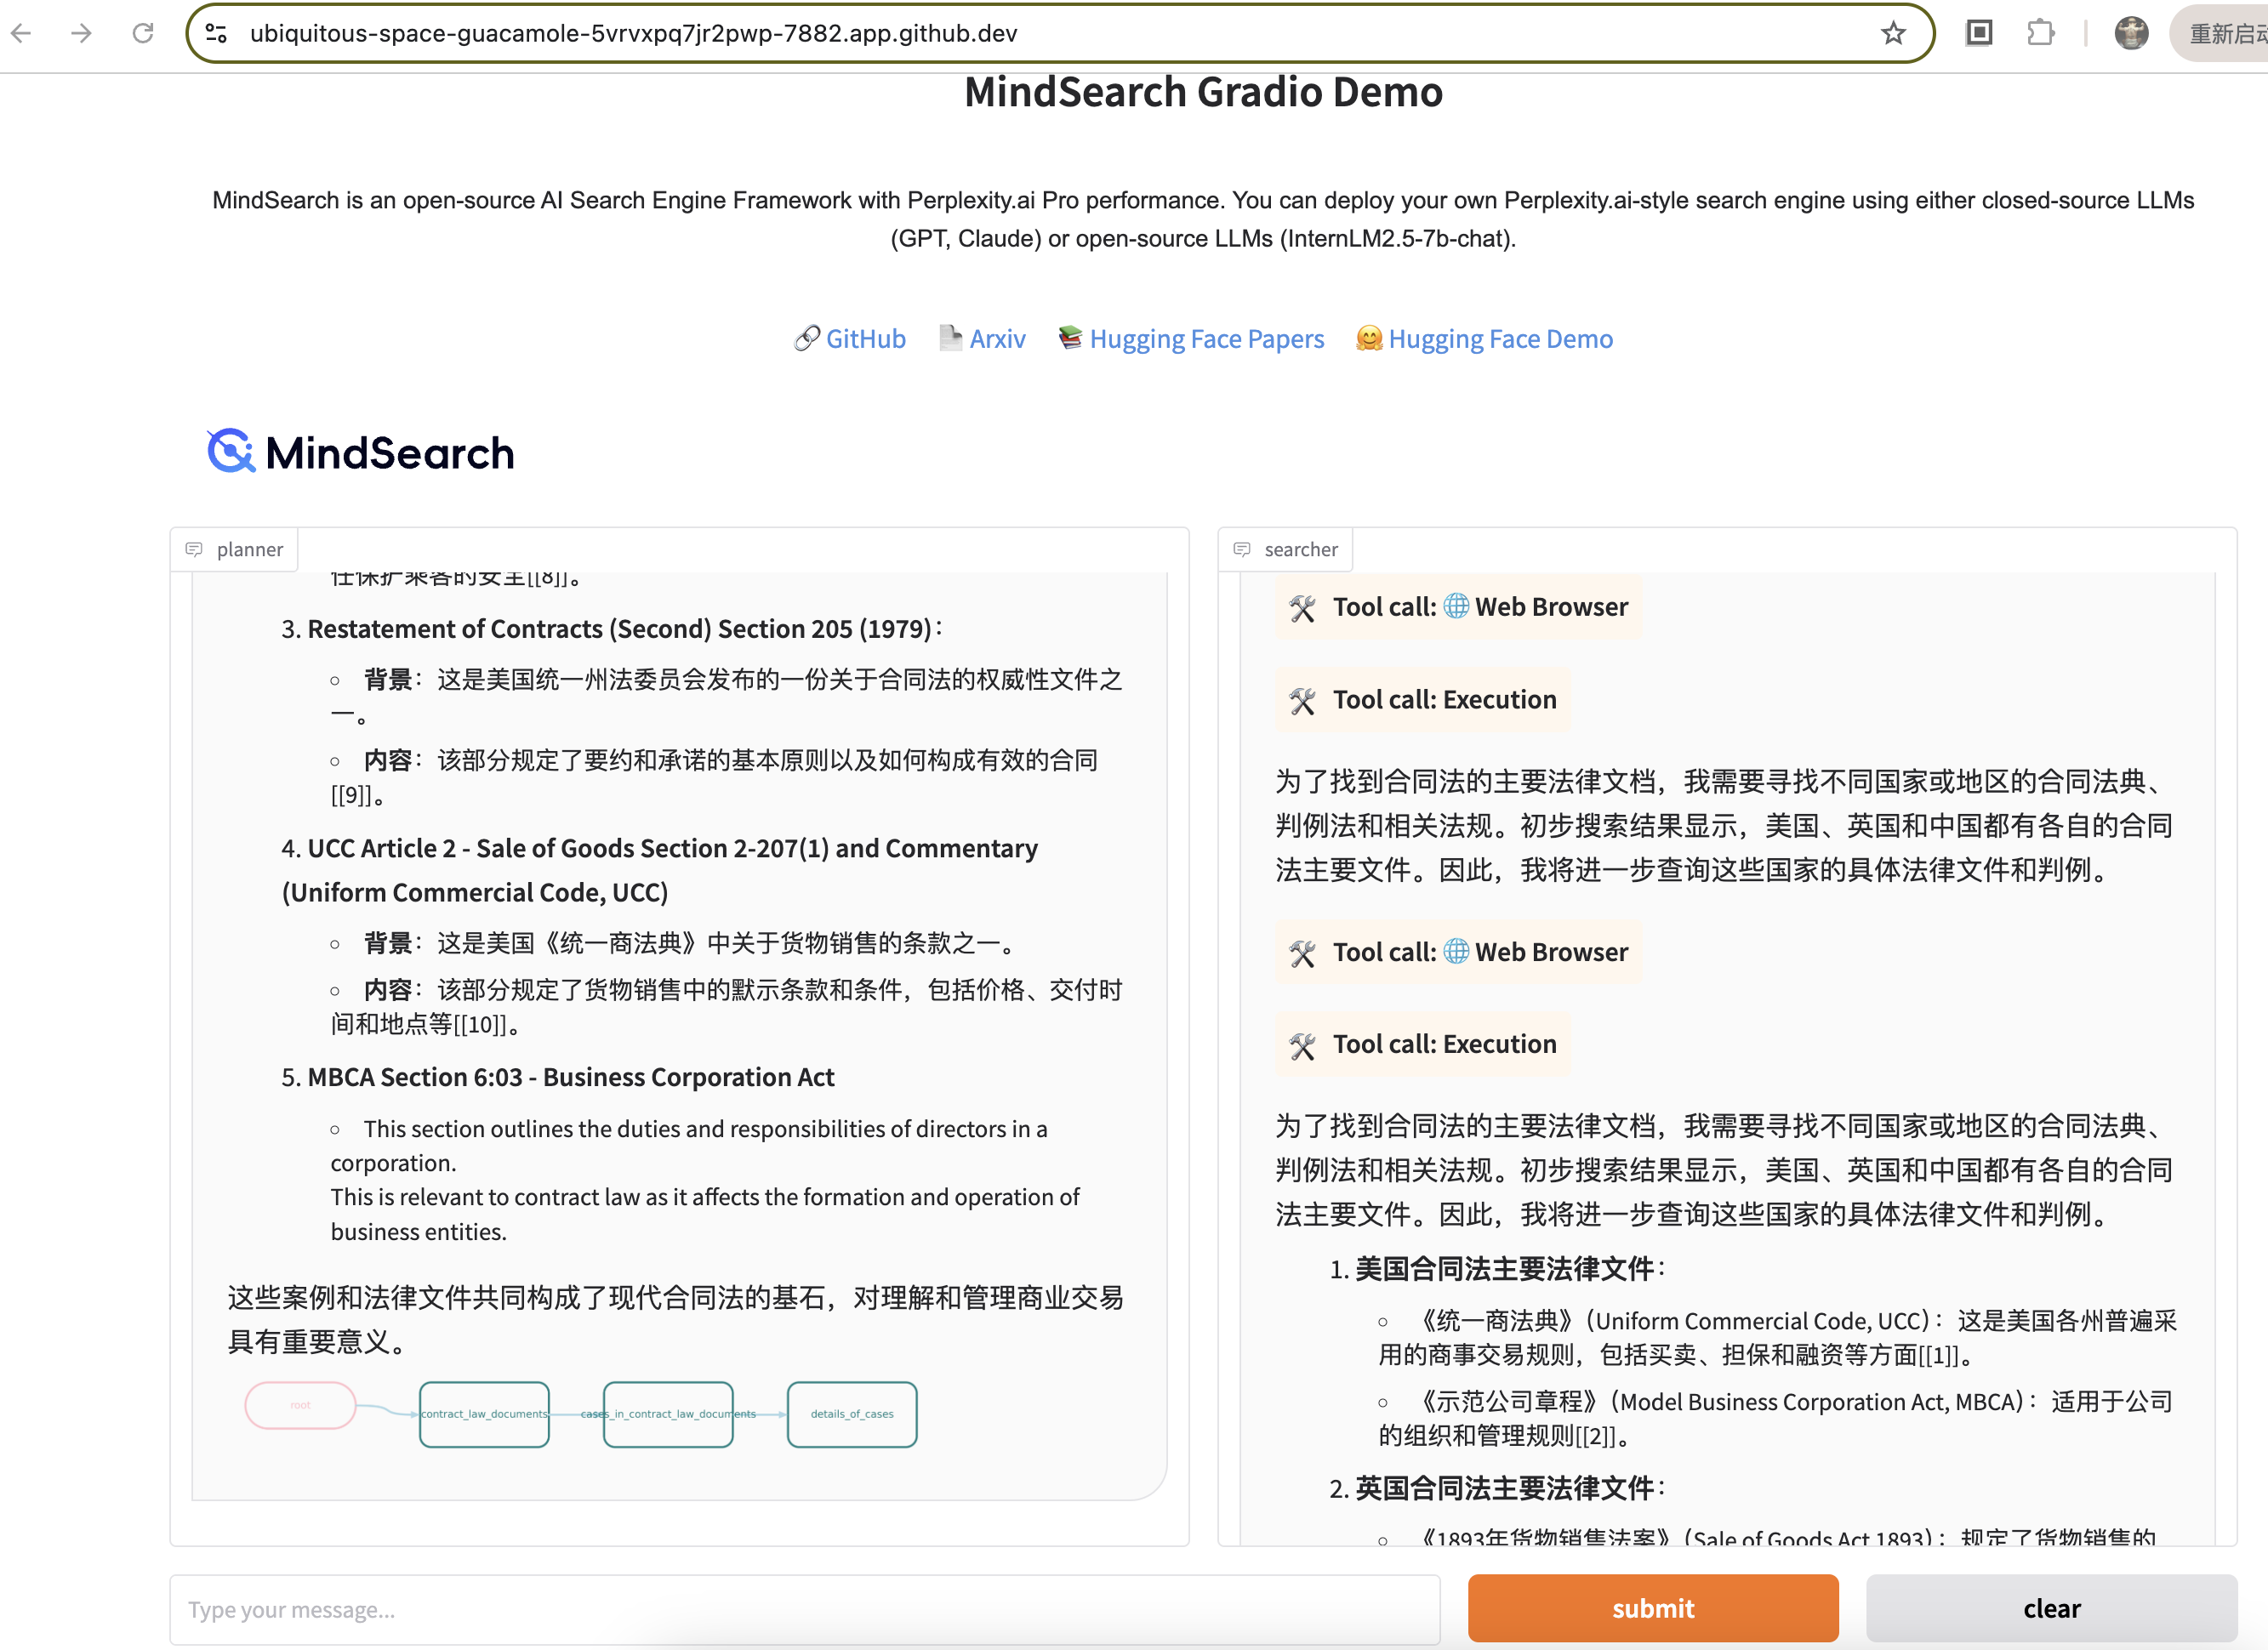 ubiquitous-space-guacamole-5vrvxpq7jr2pwp-7882.app.github.dev
重新启动
MindSearch Gradio Demo
MindSearch is an open-source AI Search Engine Framework with Perplexity.ai Pro performance. You can deploy your own Perplexity.ai-style search engine using either closed-source LLMs
(GPT, Claude) or open-source LLMs (InternLM2.5-7b-chat).
🔗 GitHub 📄 Arxiv 📚 Hugging Face Papers 🤗 Hugging Face Demo
MindSearch
planner
任保护乘客的安全[[8]]。
3. Restatement of Contracts (Second) Section 205 (1979)：
背景：这是美国统一州法委员会发布的一份关于合同法的权威性文件之
一。
内容：该部分规定了要约和承诺的基本原则以及如何构成有效的合同
[[9]]。
4. UCC Article 2 - Sale of Goods Section 2-207(1) and Commentary
(Uniform Commercial Code, UCC)
背景：这是美国《统一商法典》中关于货物销售的条款之一。
内容：该部分规定了货物销售中的默示条款和条件，包括价格、交付时
间和地点等[[10]]。
5. MBCA Section 6:03 - Business Corporation Act
This section outlines the duties and responsibilities of directors in a
corporation.
This is relevant to contract law as it affects the formation and operation of
business entities.
这些案例和法律文件共同构成了现代合同法的基石，对理解和管理商业交易
具有重要意义。
root
contract_law_documents
cases_in_contract_law_documents
details_of_cases
searcher
Tool call: 🌐 Web Browser
Tool call: Execution
为了找到合同法的主要法律文档，我需要寻找不同国家或地区的合同法典、
判例法和相关法规。初步搜索结果显示，美国、英国和中国都有各自的合同
法主要文件。因此，我将进一步查询这些国家的具体法律文件和判例。
Tool call: 🌐 Web Browser
Tool call: Execution
为了找到合同法的主要法律文档，我需要寻找不同国家或地区的合同法典、
判例法和相关法规。初步搜索结果显示，美国、英国和中国都有各自的合同
法主要文件。因此，我将进一步查询这些国家的具体法律文件和判例。
1. 美国合同法主要法律文件：
《统一商法典》（Uniform Commercial Code, UCC）：这是美国各州普遍采
用的商事交易规则，包括买卖、担保和融资等方面[[1]]。
《示范公司章程》（Model Business Corporation Act, MBCA）：适用于公司
的组织和管理规则[[2]]。
2. 英国合同法主要法律文件：
《1893年货物销售法案》（Sale of Goods Act 1893）：规定了货物销售的
Type your message...
submit
clear